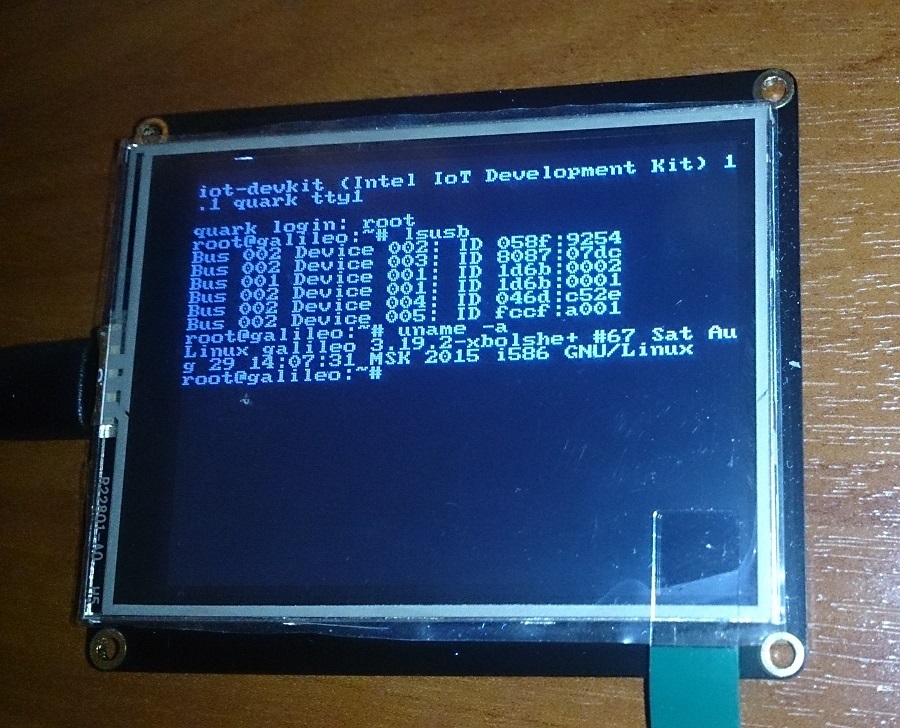 iot-devkit (Intel IoT Development Kit) 1
.1 quark tty1
quark login: root
root@galileo:~# lsusb
Bus 002 Device 002: ID 058f:9254
Bus 002 Device 003: ID 8087:07dc
Bus 001 Device 001: ID 1d6b:0002
Bus 002 Device 001: ID 1d6b:0001
Bus 002 Device 004: ID 046d:c52e
Bus 002 Device 005: ID fccf:a001
root@galileo:~# uname -a
Linux galileo 3.19.2-xbolshe+ #67 Sat Au
g 29 14:07:31 MSK 2015 i586 GNU/Linux
root@galileo:~#